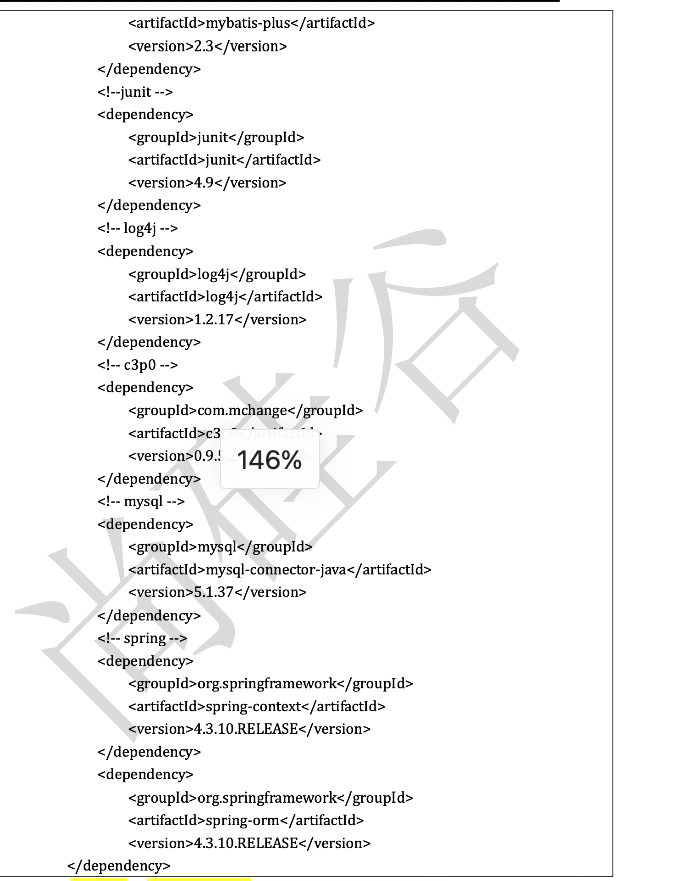 <artifactId>mybatis-plus</artifactId>
<version>2.3</version>
</dependency>
<!--junit -->
<dependency>
<groupId>junit</groupId>
<artifactId>junit</artifactId>
<version>4.9</version>
</dependency>
<!-- log4j -->
<dependency>
<groupId>log4j</groupId>
<artifactId>log4j</artifactId>
<version>1.2.17</version>
</dependency>
<!-- c3p0 -->
<dependency>
<groupId>com.mchange</groupId>
<artifactId>c3p0</artifactId>
<version>0.9.
146%
</dependency>
<!-- mysql -->
<dependency>
<groupId>mysql</groupId>
<artifactId>mysql-connector-java</artifactId>
<version>5.1.37</version>
</dependency>
<!-- spring -->
<dependency>
<groupId>org.springframework</groupId>
<artifactId>spring-context</artifactId>
<version>4.3.10.RELEASE</version>
</dependency>
<dependency>
<groupId>org.springframework</groupId>
<artifactId>spring-orm</artifactId>
<version>4.3.10.RELEASE</version>
</dependency>
尚硅谷